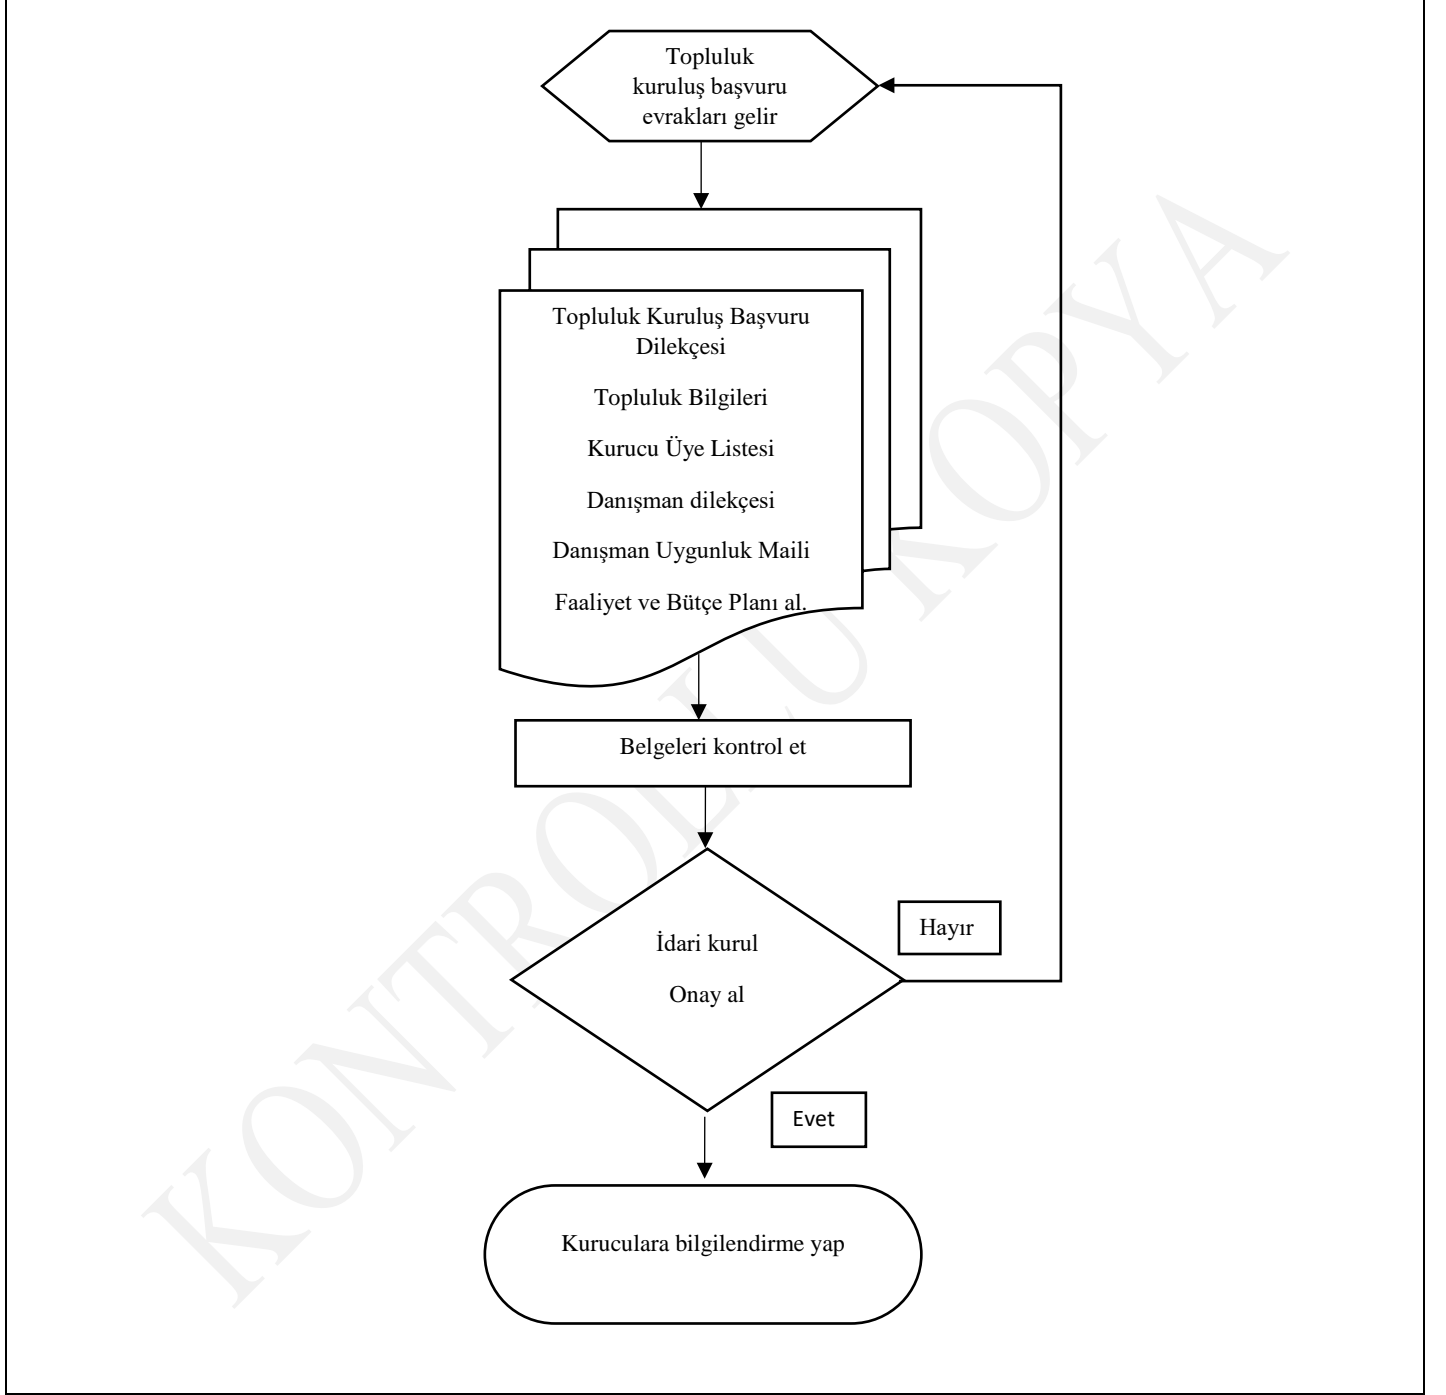 Topluluk
kuruluş başvuru
evrakları gelir
Topluluk Kuruluş Başvuru
Dilekçesi
Topluluk Bilgileri
Kurucu Üye Listesi
Danışman dilekçesi
Danışman Uygunluk Maili
Faaliyet ve Bütçe Planı al.
Belgeleri kontrol et
İdari kurul
Onay al
Hayır
Evet
Kuruculara bilgilendirme yap
KONTROLLÜ KOPYA